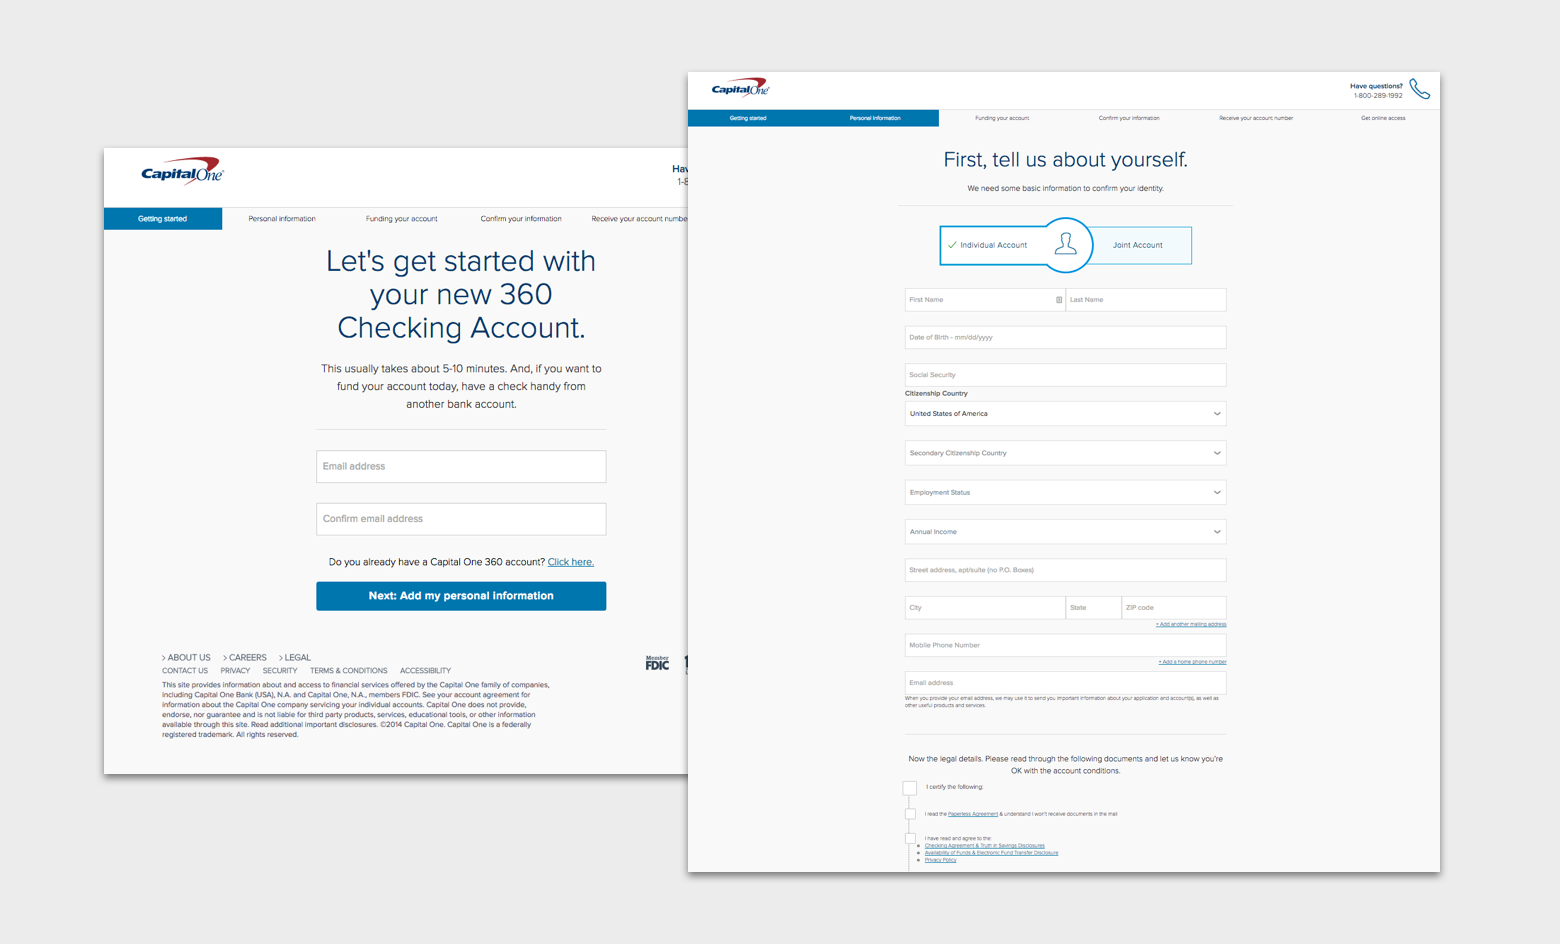 CapitalOne
Hav
1-8
Getting started
Personal information
Funding your account
Confirm your information
Receive your account numbe
Let's get started with
your new 360
Checking Account.
This usually takes about 5-10 minutes. And, if you want to
fund your account today, have a check handy from
another bank account.
Email address
Confirm email address
Do you already have a Capital One 360 account? Click here.
Next: Add my personal information
> ABOUT US > CAREERS > LEGAL
CONTACT US PRIVACY SECURITY TERMS & CONDITIONS ACCESSIBILITY
Member
FDIC
This site provides information about and access to financial services offered by the Capital One family of companies,
including Capital One Bank (USA), N.A. and Capital One, N.A., members FDIC. See your account agreement for
information about the Capital One company servicing your individual accounts. Capital One does not provide,
endorse, nor guarantee and is not liable for third party products, services, educational tools, or other information
available through this site. Read additional important disclosures. ©2014 Capital One. Capital One is a federally
registered trademark. All rights reserved.
CapitalOne
Have questions?
1-800-289-1992
Getting started
Personal information
Funding your account
Confirm your information
Receive your account number
Get online access
First, tell us about yourself.
We need some basic information to confirm your identity.
Individual Account
Joint Account
First Name
Last Name
Date of Birth - mm/dd/yyyy
Social Security
Citizenship Country
United States of America
Secondary Citizenship Country
Employment Status
Annual Income
Street address, apt/suite (no P.O. Boxes)
City
State
ZIP code
+ Add another mailing address
Mobile Phone Number
+ Add a home phone number
Email address
When you provide your email address, we may use it to send you important information about your application and account(s), as well as
other useful products and services.
Now the legal details. Please read through the following documents and let us know you're
OK with the account conditions.
I certify the following:
I read the Paperless Agreement & understand I won't receive documents in the mail
I have read and agree to the:
Checking Agreement & Truth in Savings Disclosures
Availability of Funds & Electronic Fund Transfer Disclosure
Privacy Policy